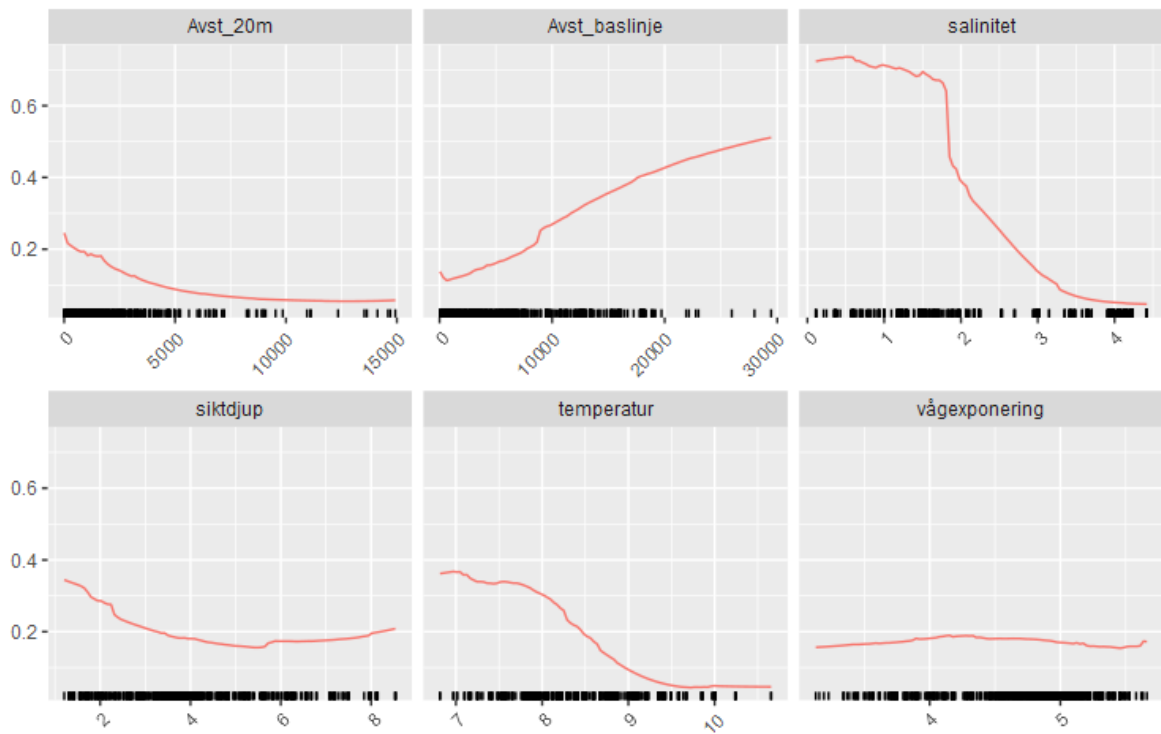 Avst_20m Avst_baslinje salinitet
0.6
0.4
0.2
0 5000 10000 15000 0 10000 20000 30000 0 1 2 3 4
siktdjup temperatur vågexponering
0.6
0.4
0.2
2 4 6 8 7 8 9 10 4 5